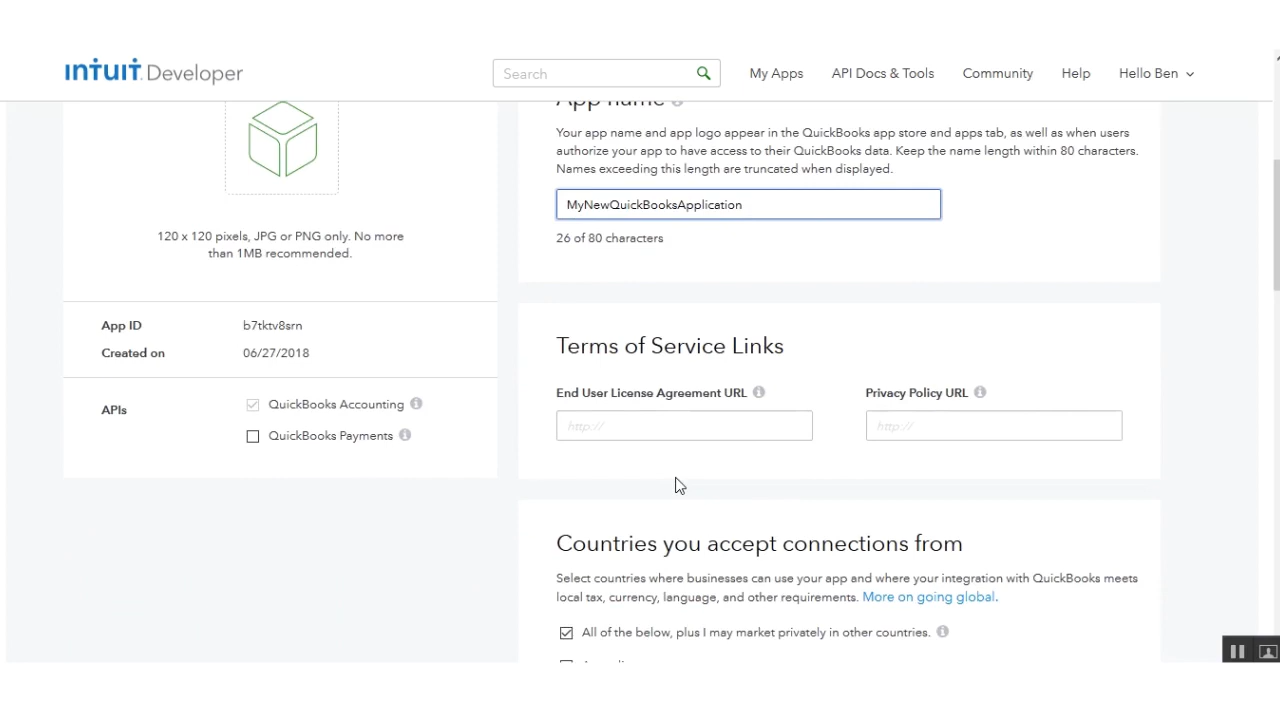 ıntuıt Developer
Search
My Apps
API Docs & Tools
Community
Help
Hello Ben
App name
Your app name and app logo appear in the QuickBooks app store and apps tab, as well as when users
authorize your app to have access to their QuickBooks data. Keep the name length within 80 characters.
Names exceeding this length are truncated when displayed.
MyNewQuickBooksApplication
26 of 80 characters
120 x 120 pixels, JPG or PNG only. No more
than 1MB recommended.
App ID b7tktv8srn
Created on 06/27/2018
APIs
QuickBooks Accounting
QuickBooks Payments
Terms of Service Links
End User License Agreement URL
Privacy Policy URL
http://
http://
Countries you accept connections from
Select countries where businesses can use your app and where your integration with QuickBooks meets
local tax, currency, language, and other requirements. More on going global.
All of the below, plus I may market privately in other countries.